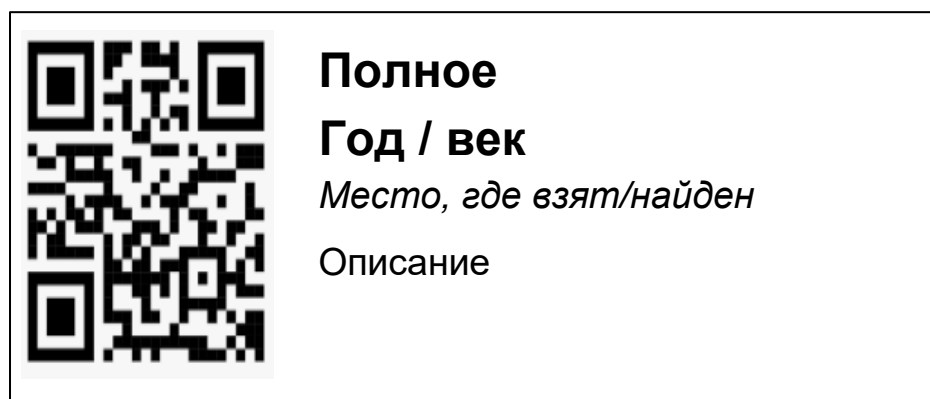 Полное
Год / век
Место, где взят/найден
Описание